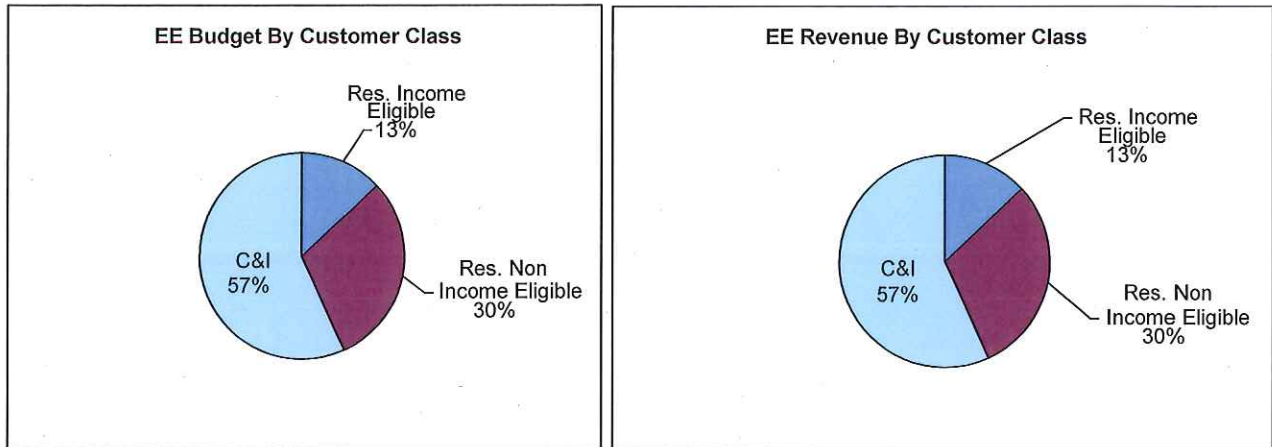 EE Budget By Customer Class
Res. Income
Eligible
13%
C&I
57%
Res. Non
Income Eligible
30%
EE Revenue By Customer Class
Res. Income
Eligible
13%
C&I
57%
Res. Non
Income Eligible
30%